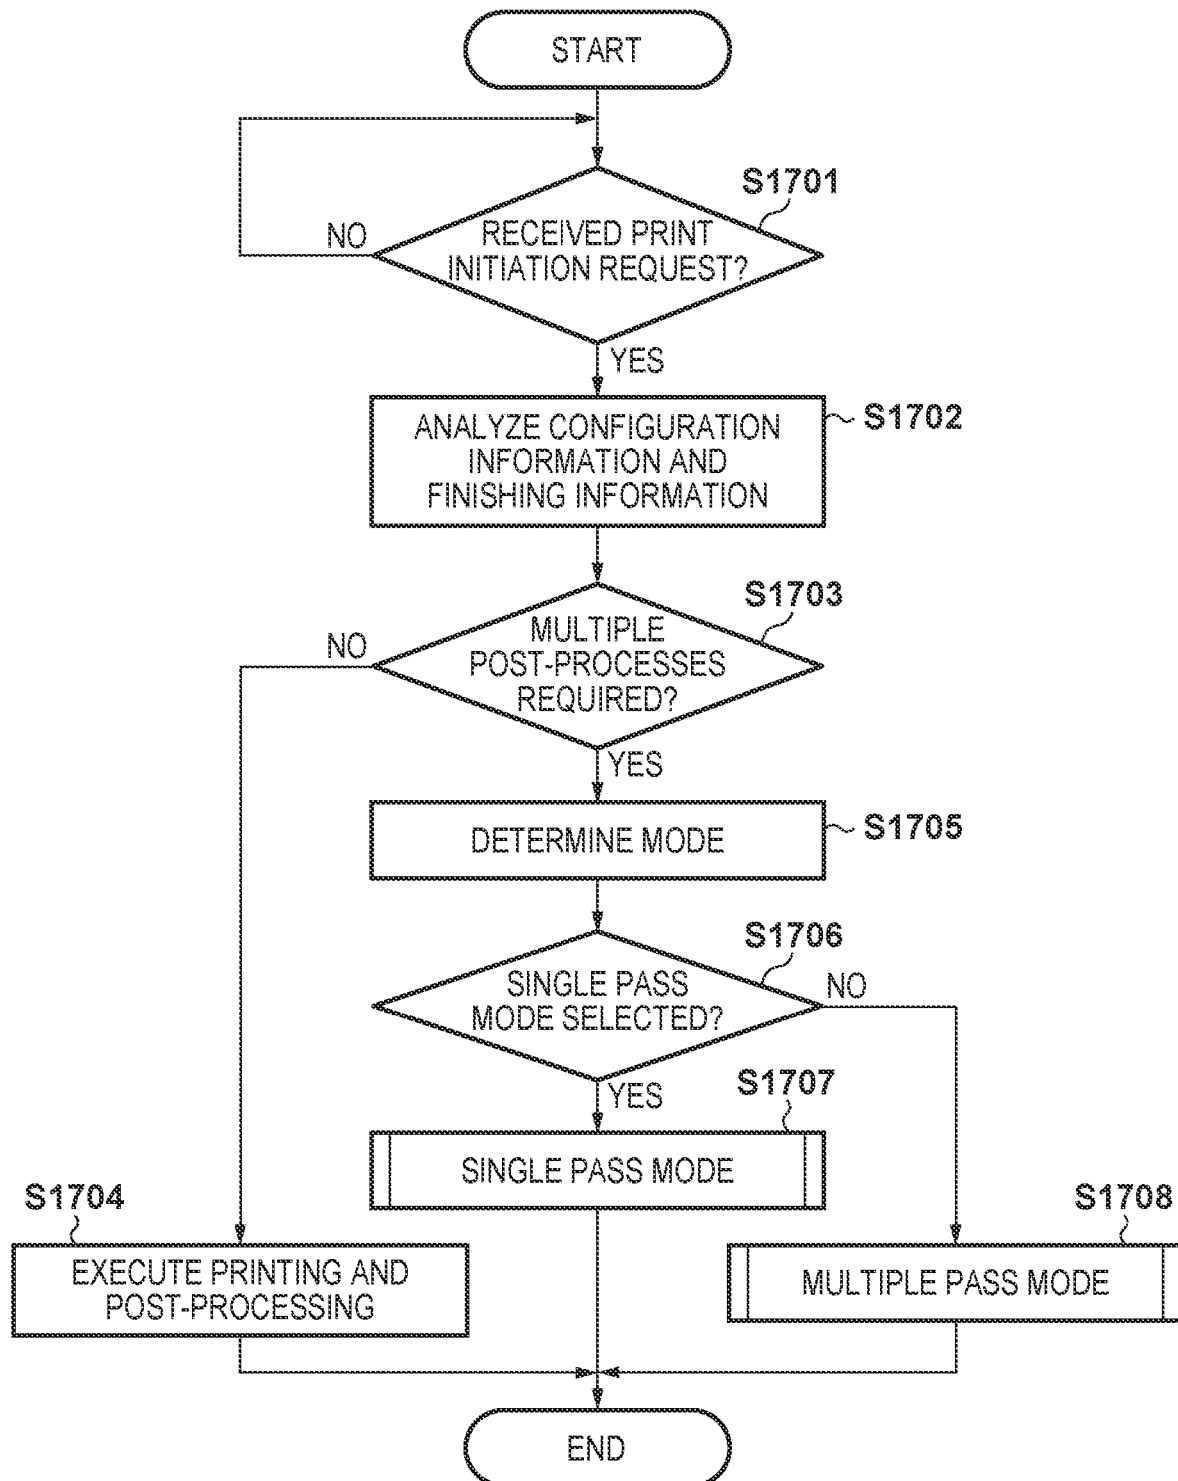 START
S1701
NO
RECEIVED PRINT
INITIATION REQUEST?
YES
S1702
ANALYZE CONFIGURATION
INFORMATION AND
FINISHING INFORMATION
S1703
NO
MULTIPLE
POST-PROCESSES
REQUIRED?
YES
DETERMINE MODE
S1705
S1706
SINGLE PASS
MODE SELECTED?
NO
YES
S1707
SINGLE PASS MODE
S1704
EXECUTE PRINTING AND
POST-PROCESSING
S1708
MULTIPLE PASS MODE
END